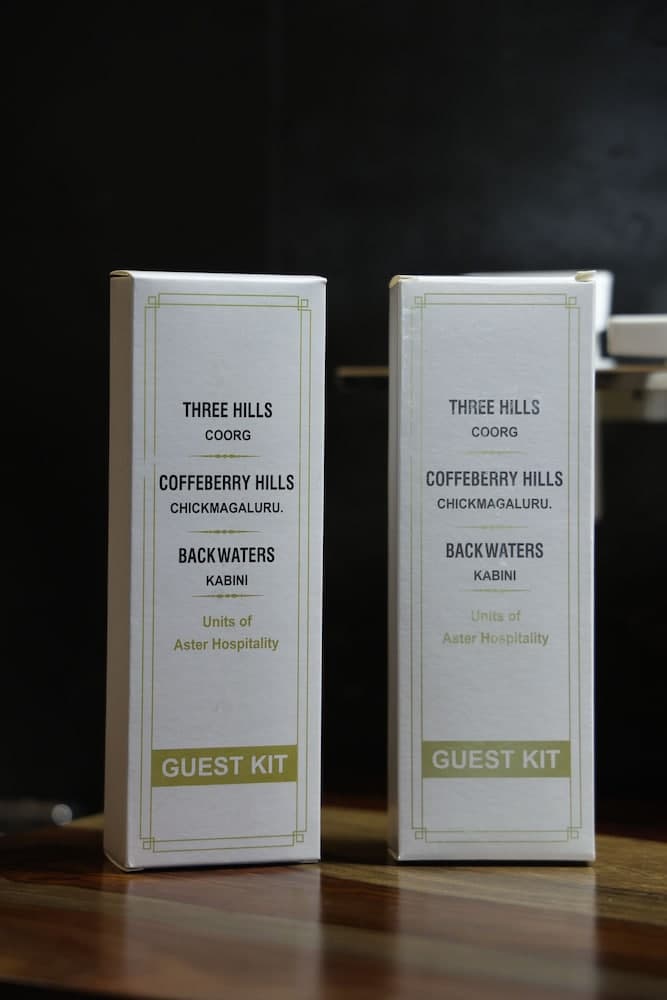 THREE HILLS
COORG
COFFEBERRY HILLS
CHICKMAGALURU.
BACKWATERS
KABINI
Units of
Aster Hospitality
GUEST KIT
THREE HILLS
COORG
COFFEBERRY HILLS
CHICKMAGALURU.
BACKWATERS
KABINI
Units of
Aster Hospitality
GUEST KIT